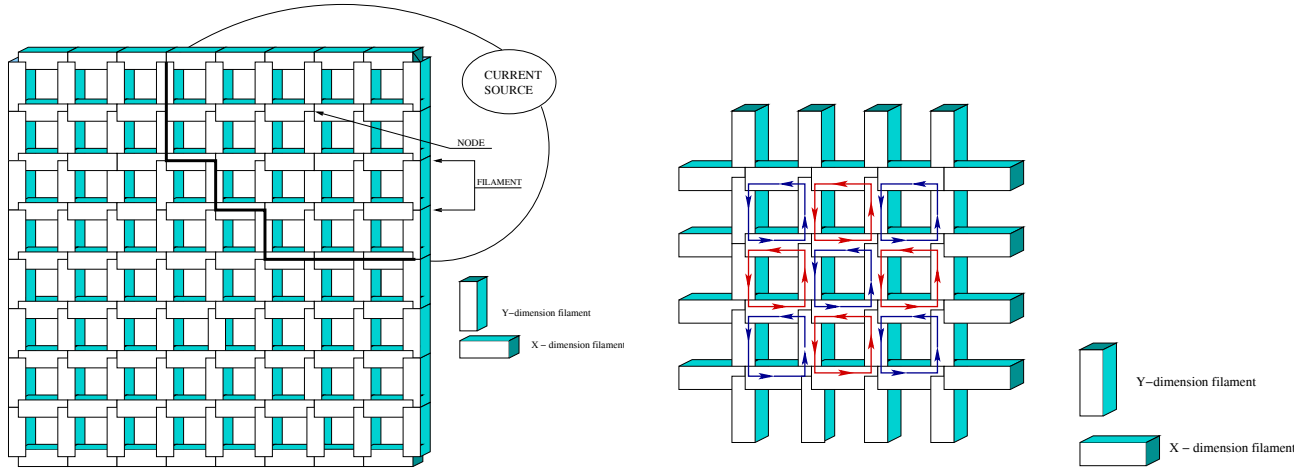 CURRENT
SOURCE
NODE
FILAMENT
Y-dimension filament
X - dimension filament
Y-dimension filament
X - dimension filament